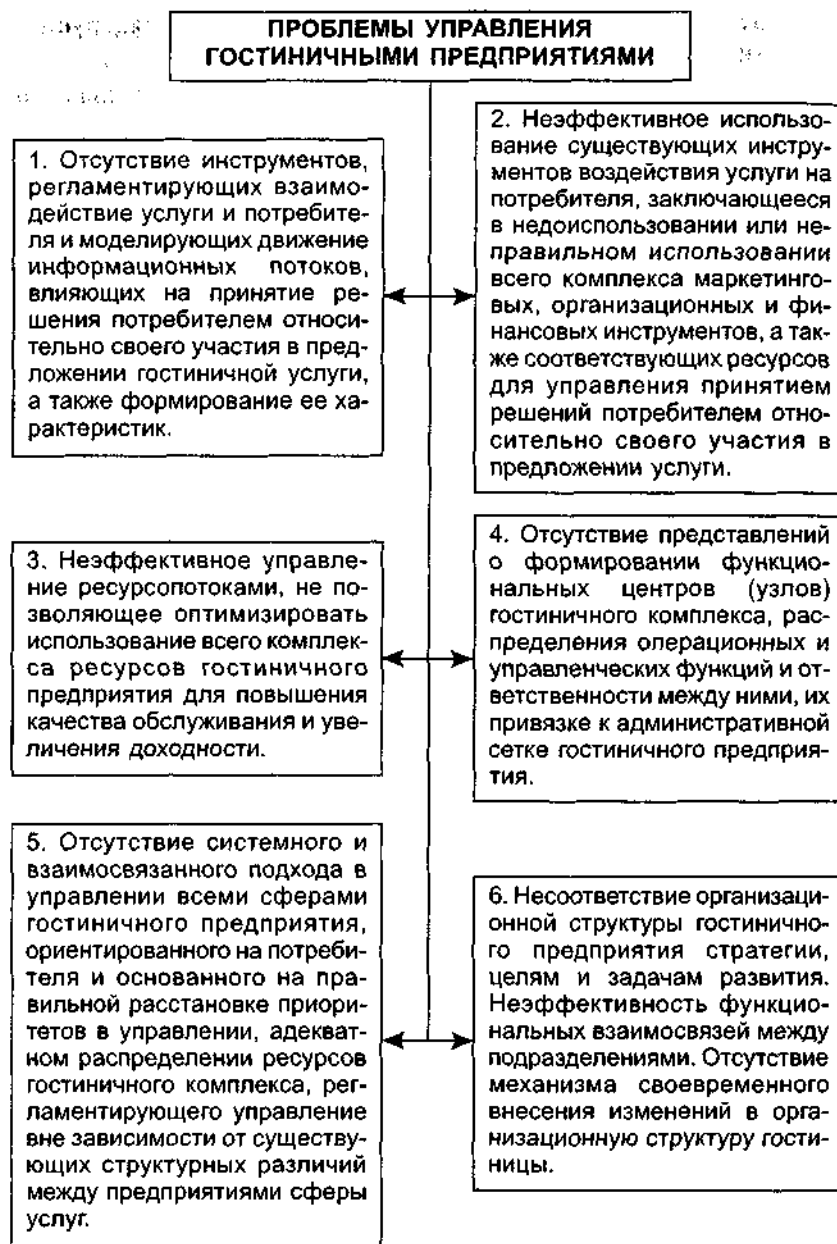 ПРОБЛЕМЫ УПРАВЛЕНИЯ
ГОСТИНИЧНЫМИ ПРЕДПРИЯТИЯМИ
1. Отсутствие инструментов,
регламентирующих взаимо-
действие услуги и потребите-
ля и моделирующих движение
информационных потоков,
влияющих на принятие ре-
шения потребителем относи-
тельно своего участия в пред-
ложении гостиничной услуги,
а также формирование ее ха-
рактеристик.
2. Неэффективное использо-
вание существующих инстру-
ментов воздействия услуги на
потребителя, заключающееся
в недоиспользовании или не-
правильном использовании
всего комплекса маркетинго-
вых, организационных и фи-
нансовых инструментов, а так-
же соответствующих ресурсов
для управления принятием
решений потребителем отно-
сительно своего участия в
предложении услуги.
3. Неэффективное управле-
ние ресурсопотоками, не по-
зволяющее оптимизировать
использование всего комплек-
са ресурсов гостиничного
предприятия для повышения
качества обслуживания и уве-
личения доходности.
4. Отсутствие представлений
о формировании функцио-
нальных центров (узлов)
гостиничного комплекса, рас-
пределения операционных и
управленческих функций и от-
ветственности между ними, их
привязке к административной
сетке гостиничного предприя-
тия.
5. Отсутствие системного и
взаимосвязанного подхода в
управлении всеми сферами
гостиничного предприятия,
ориентированного на потреби-
теля и основанного на пра-
вильной расстановке приори-
тетов в управлении, адекват-
ном распределении ресурсов
гостиничного комплекса, рег-
ламентирующего управление
вне зависимости от существу-
ющих структурных различий
между предприятиями сферы
услуг.
6. Несоответствие организаци-
онной структуры гостинично-
го предприятия стратегии,
целям и задачам развития.
Неэффективность функцио-
нальных взаимосвязей между
подразделениями. Отсутствие
механизма своевременного
внесения изменений в орга-
низационную структуру гости-
ницы.